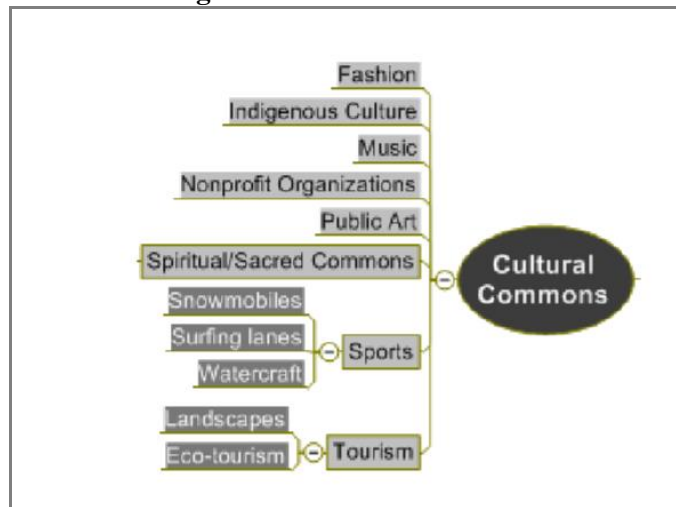 Fashion
Indigenous Culture
Music
Nonprofit Organizations
Public Art
Spiritual/Sacred Commons
Cultural
Commons
Snowmobiles
Surfing lanes
Watercraft
Sports
Landscapes
Eco-tourism
Tourism